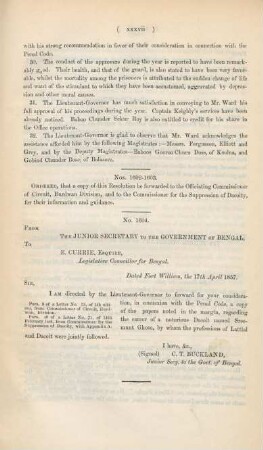 ( xxxvii )
with his strong recommendation in favor of their consideration in connection with the
Penal Code.
30. The conduct of the approvers during the year is reported to have been remark-
ably good. Their health, and that of the guard, is also stated to have been very favor-
able, whilst the mortality among the prisoners is attributed to the sudden change of life and
want of the stimulant to which they have been accustomed, aggravated by depres-
sion and other moral causes.
31. The Lieutenant-Governor has much satisfaction in conveying to Mr. Ward his
full approval of his proceedings during the year. Captain Keighly's services have been
already noticed. Baboo Chunder Seker Roy is also entitled to credit for his share in
the Office operations.
32. The Lieutenant-Governor is glad to observe that Mr. Ward acknowledges the
assistance afforded him by the following Magistrates:—Messrs. Fergusson, Elliott and
Grey, and by the Deputy Magistrates—Baboos Gourm Chunder Doss, of Koolna, and
Gobind Chunder Bose, of Balasore.
Nos. 1802-1803.
ORDERED, that a copy of this Resolution be forwarded to the Officiating Commissioner of
Circuit, Burdwan Division, and to the Commissioner for the Suppression of Dacoity, for
their information and guidance.
No. 1804.
FROM
THE JUNIOR SECRETARY TO THE GOVERNMENT OF BENGAL,
TO
E. CURRIE, ESQUIRE,
Legislative Councillor for Bengal.
Dated Fort William, the 17th April 1857.
SIR,
I AM directed by the Lieutenant-Governor to forward for your consideration,
in connexion with the Penal Code, a copy
of the papers noted in the margin, regarding
the career of a notorious Dacoit named
Ghose, by whom the professions of Lattial
and Dacoit were jointly followed.
I have, &c.,
(Signed) C. T. BUCKLAND,
Junior Secy. to the Govt. of Bengal.